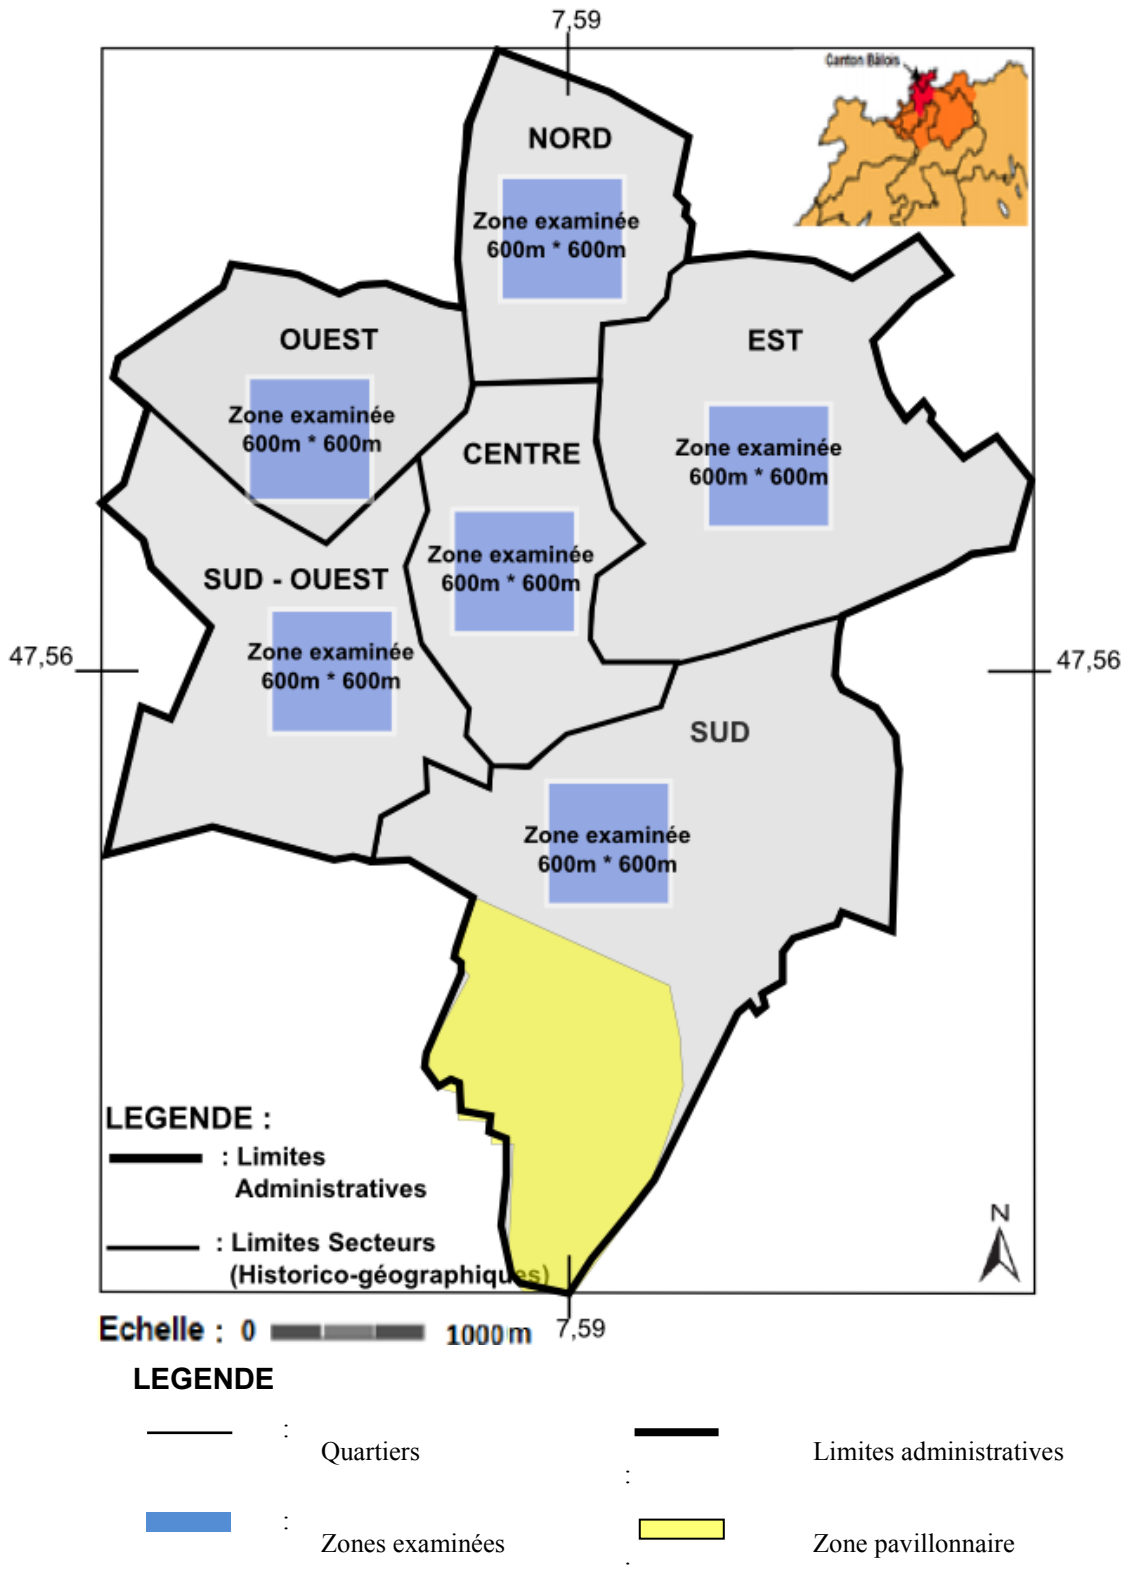 7,59
Canton Bâlois
NORD
Zone examinée
600m * 600m
OUEST
EST
Zone examinée
600m * 600m
CENTRE
Zone examinée
600m * 600m
Zone examinée
600m * 600m
SUD - OUEST
Zone examinée
600m * 600m
47,56
47,56
SUD
Zone examinée
600m * 600m
LEGENDE :
: Limites
Administratives
: Limites Secteurs
(Historico-géographiques)
N
Echelle : 0 1000m
7,59
LEGENDE
:
Quartiers
Limites administratives
:
:
Zones examinées
Zone pavillonnaire
: